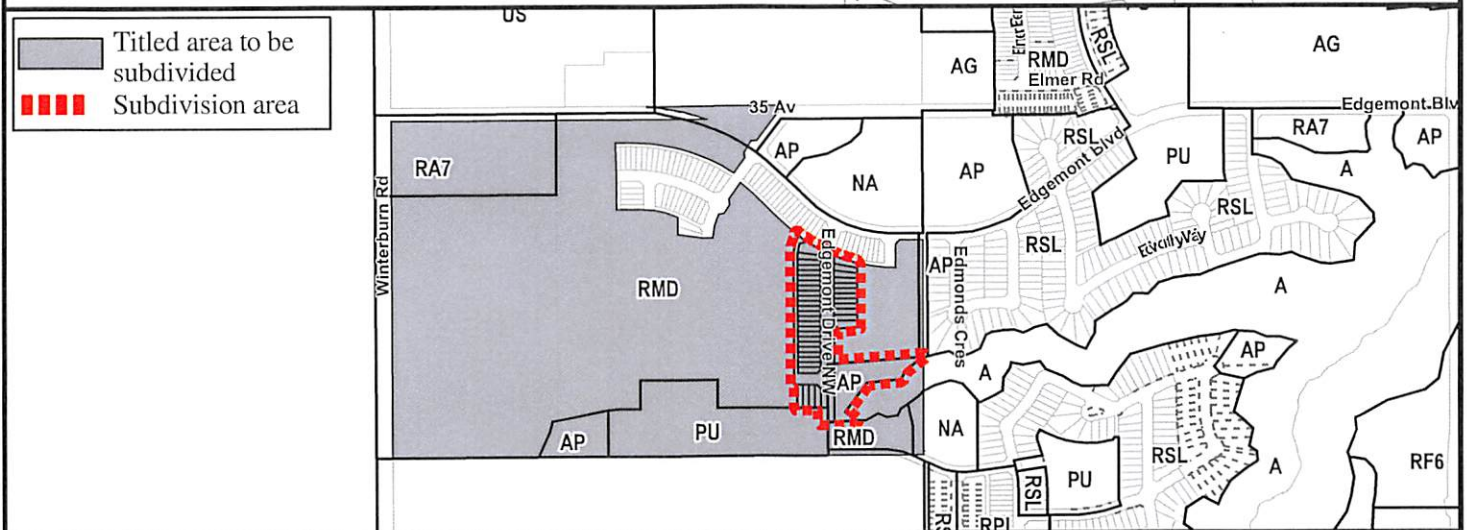 Titled area to be
subdivided
Subdivision area
US
AG
RMD
RSL
Elmer Rd
AG
35 Av
Edgemont Blv
RA7
AP
NA
AP
RSL
Edgemont Blvd
PU
RA7
A
AP
RSL
Winterburn Rd
RMD
Edgemont Drive NW
AP
Edmonds Cres
RSL
A
AP
A
AP
AP
PU
RMD
NA
RSL
PU
RSL
A
RF6
RPL